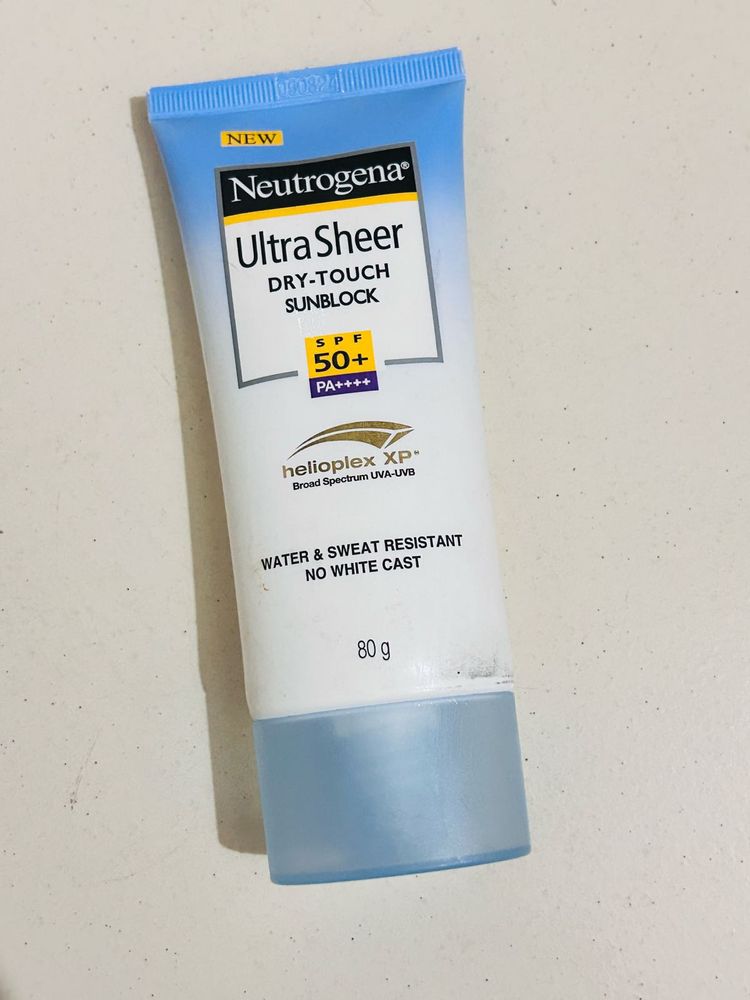 NEW
Neutrogena®
Ultra Sheer
DRY-TOUCH
SUNBLOCK
SPF
50+
PA++++
helioplex XP
Broad Spectrum UVA-UVB
WATER & SWEAT RESISTANT
NO WHITE CAST
80 g